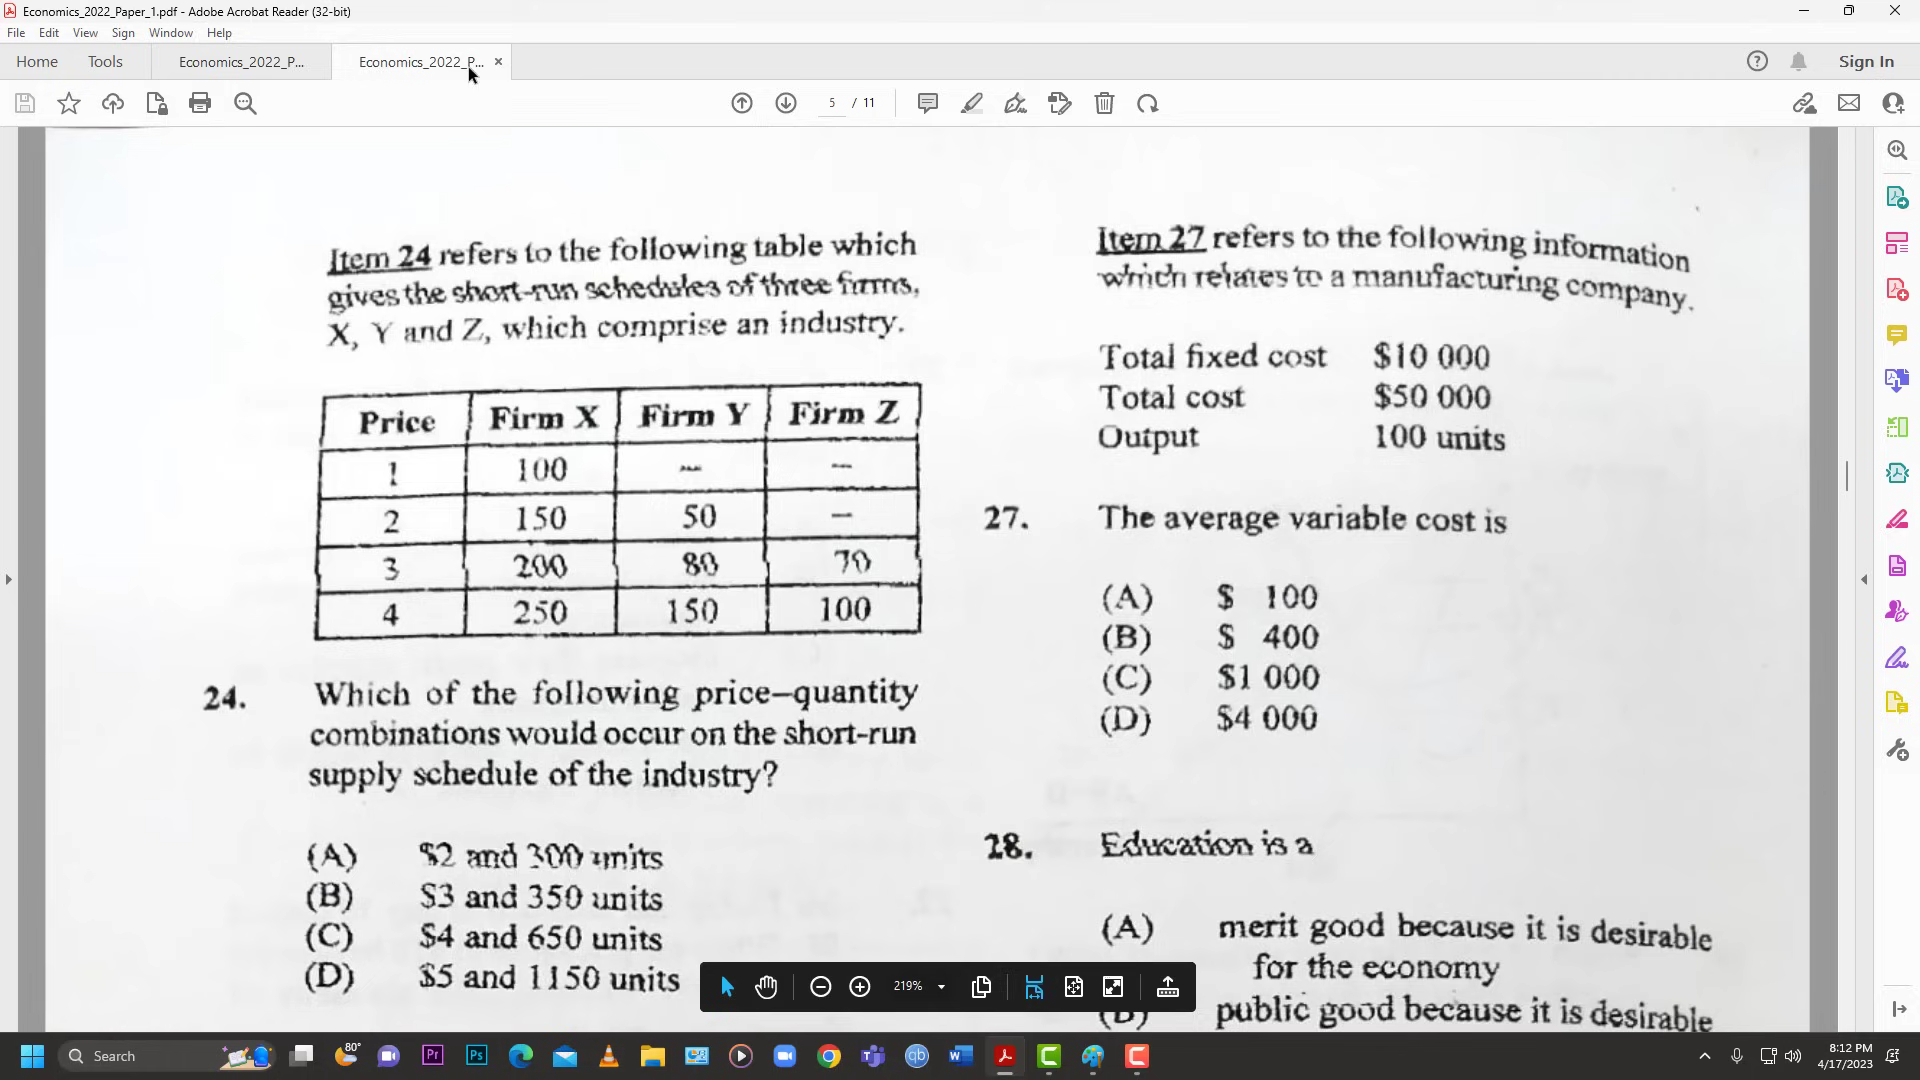 Economics_2022_Paper_1.pdf - Adobe Acrobat Reader (32-bit)
File Edit View Sign Window Help
Home Tools Economics_2022_P... Economics_2022_P... × Sign In
5 / 11
Item 24 refers to the following table which
gives the short-run schedules of three firms,
X, Y and Z, which comprise an industry.
Price Firm X Firm Y Firm Z
1 100 — —
2 150 50 —
3 200 80 70
4 250 150 100
24. Which of the following price–quantity
combinations would occur on the short-run
supply schedule of the industry?
(A) $2 and 300 units
(B) $3 and 350 units
(C) $4 and 650 units
(D) $5 and 1150 units
Item 27 refers to the following information
which relates to a manufacturing company.
Total fixed cost $10 000
Total cost $50 000
Output 100 units
27. The average variable cost is
(A) $ 100
(B) $ 400
(C) $1 000
(D) $4 000
28. Education is a
(A) merit good because it is desirable
for the economy
(B) public good because it is desirable
219%
Search
80°
Pr
Ps
qb
8:12 PM
4/17/2023